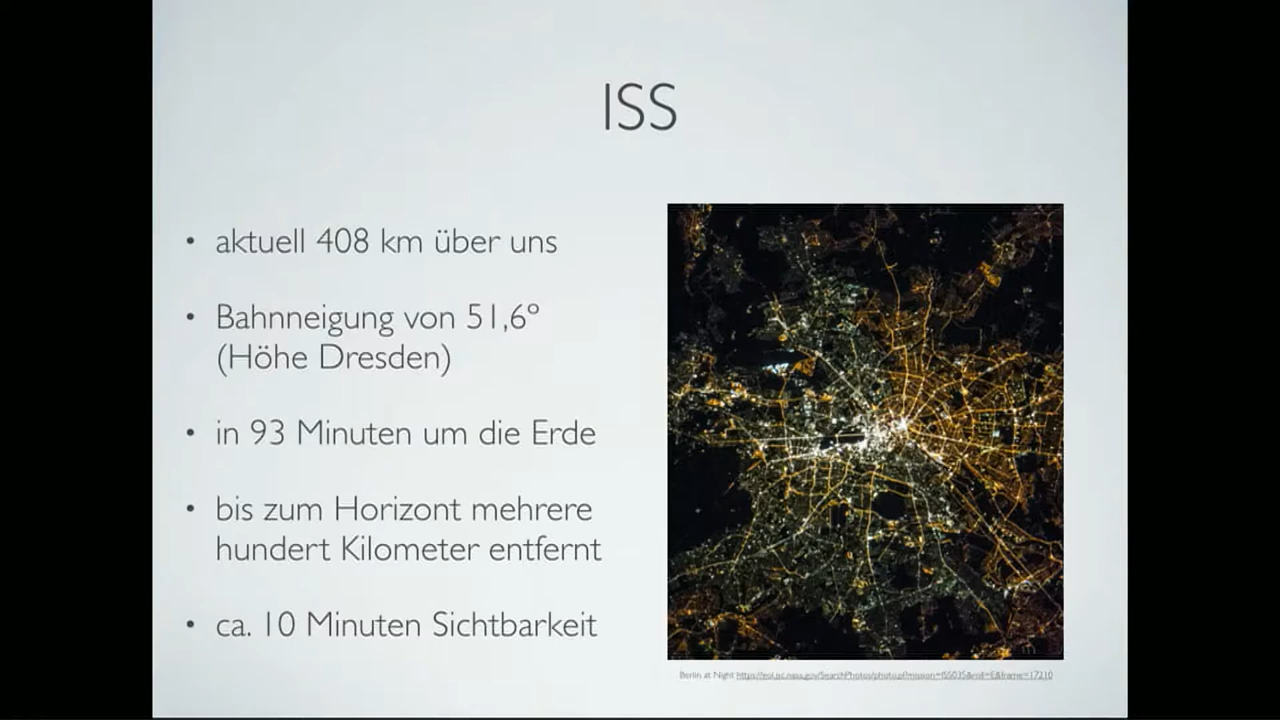 ISS
• aktuell 408 km über uns
• Bahnneigung von 51,6º
(Höhe Dresden)
• in 93 Minuten um die Erde
• bis zum Horizont mehrere
hundert Kilometer entfernt
• ca. 10 Minuten Sichtbarkeit
Berlin at Night